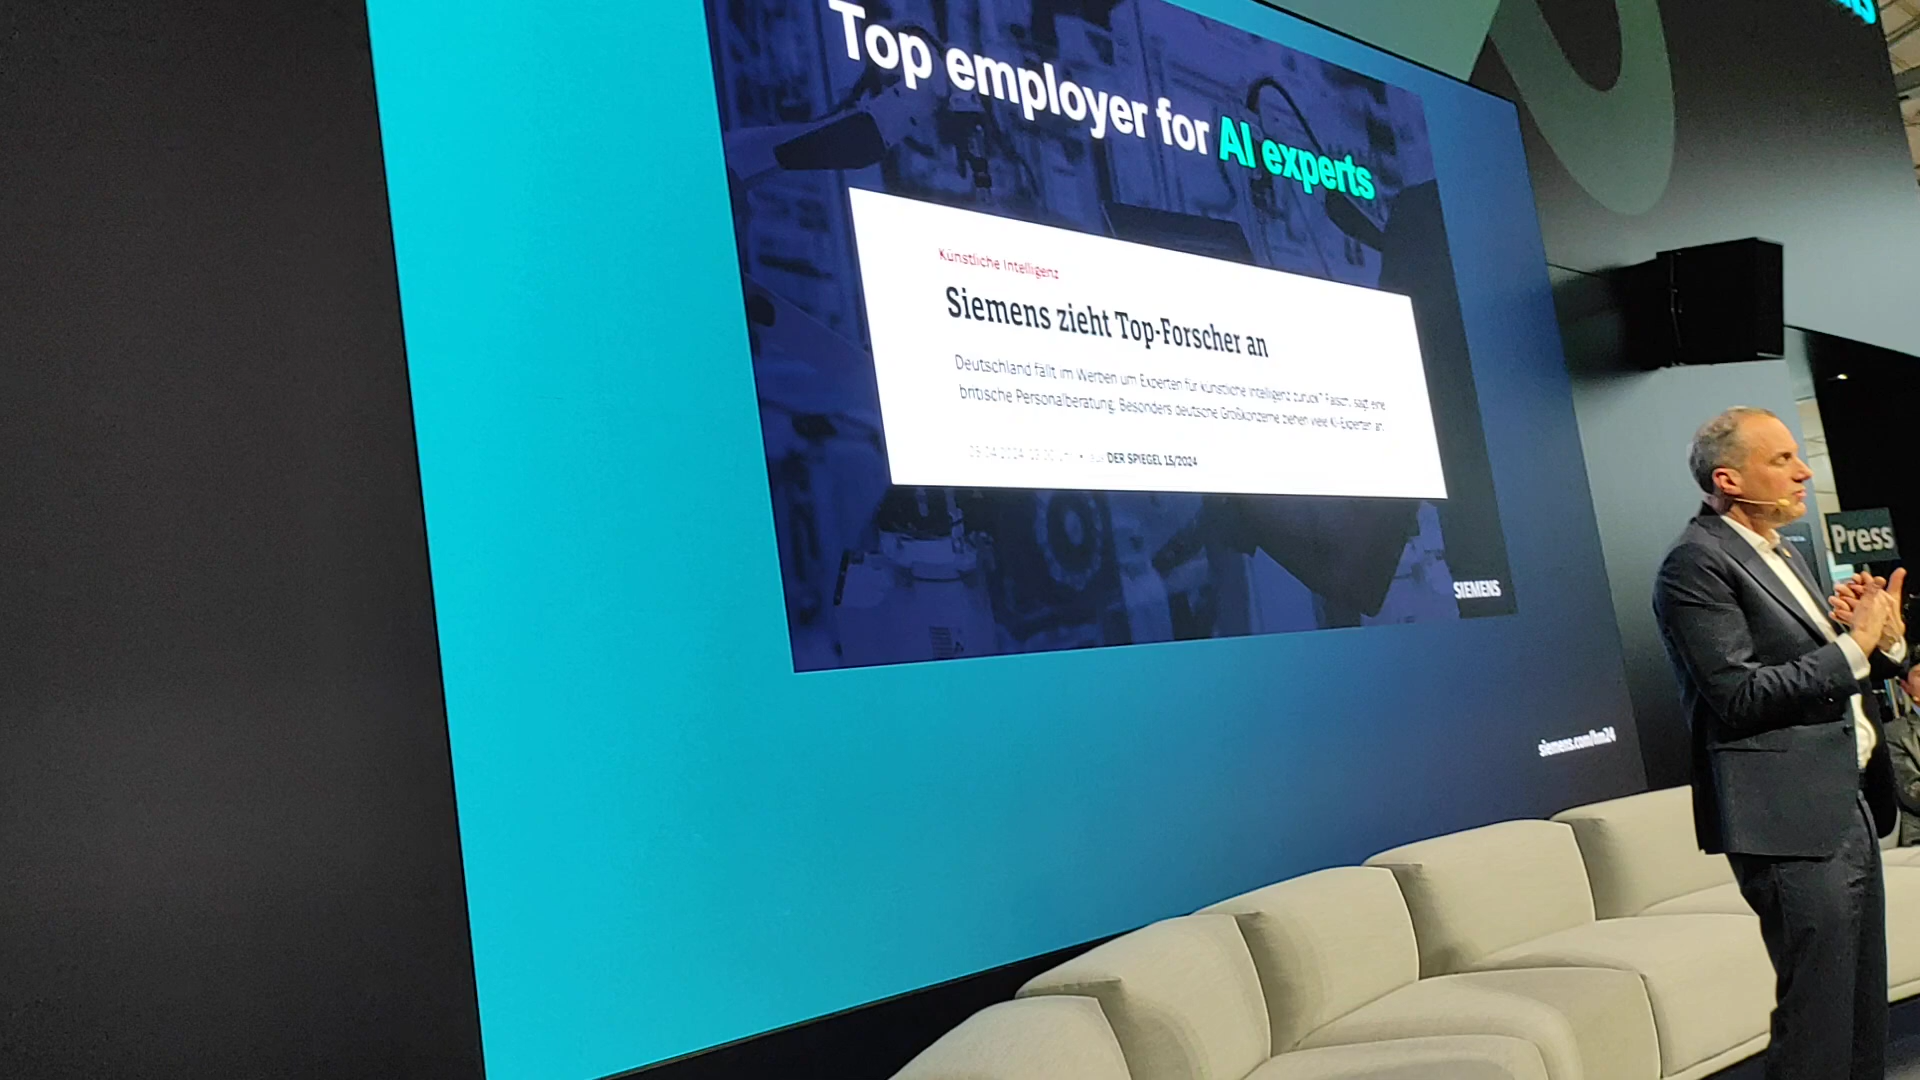 Top employer for AI experts
Künstliche Intelligenz
Siemens zieht Top-Forscher an
Deutschland fällt im Werben um Experten für künstliche Intelligenz zurück? Falsch, sagt eine
britische Personalberatung. Besonders deutsche Großkonzerne ziehen viele KI-Experten an.
DER SPIEGEL 15/2024
SIEMENS
Press
siemens.com/hm24